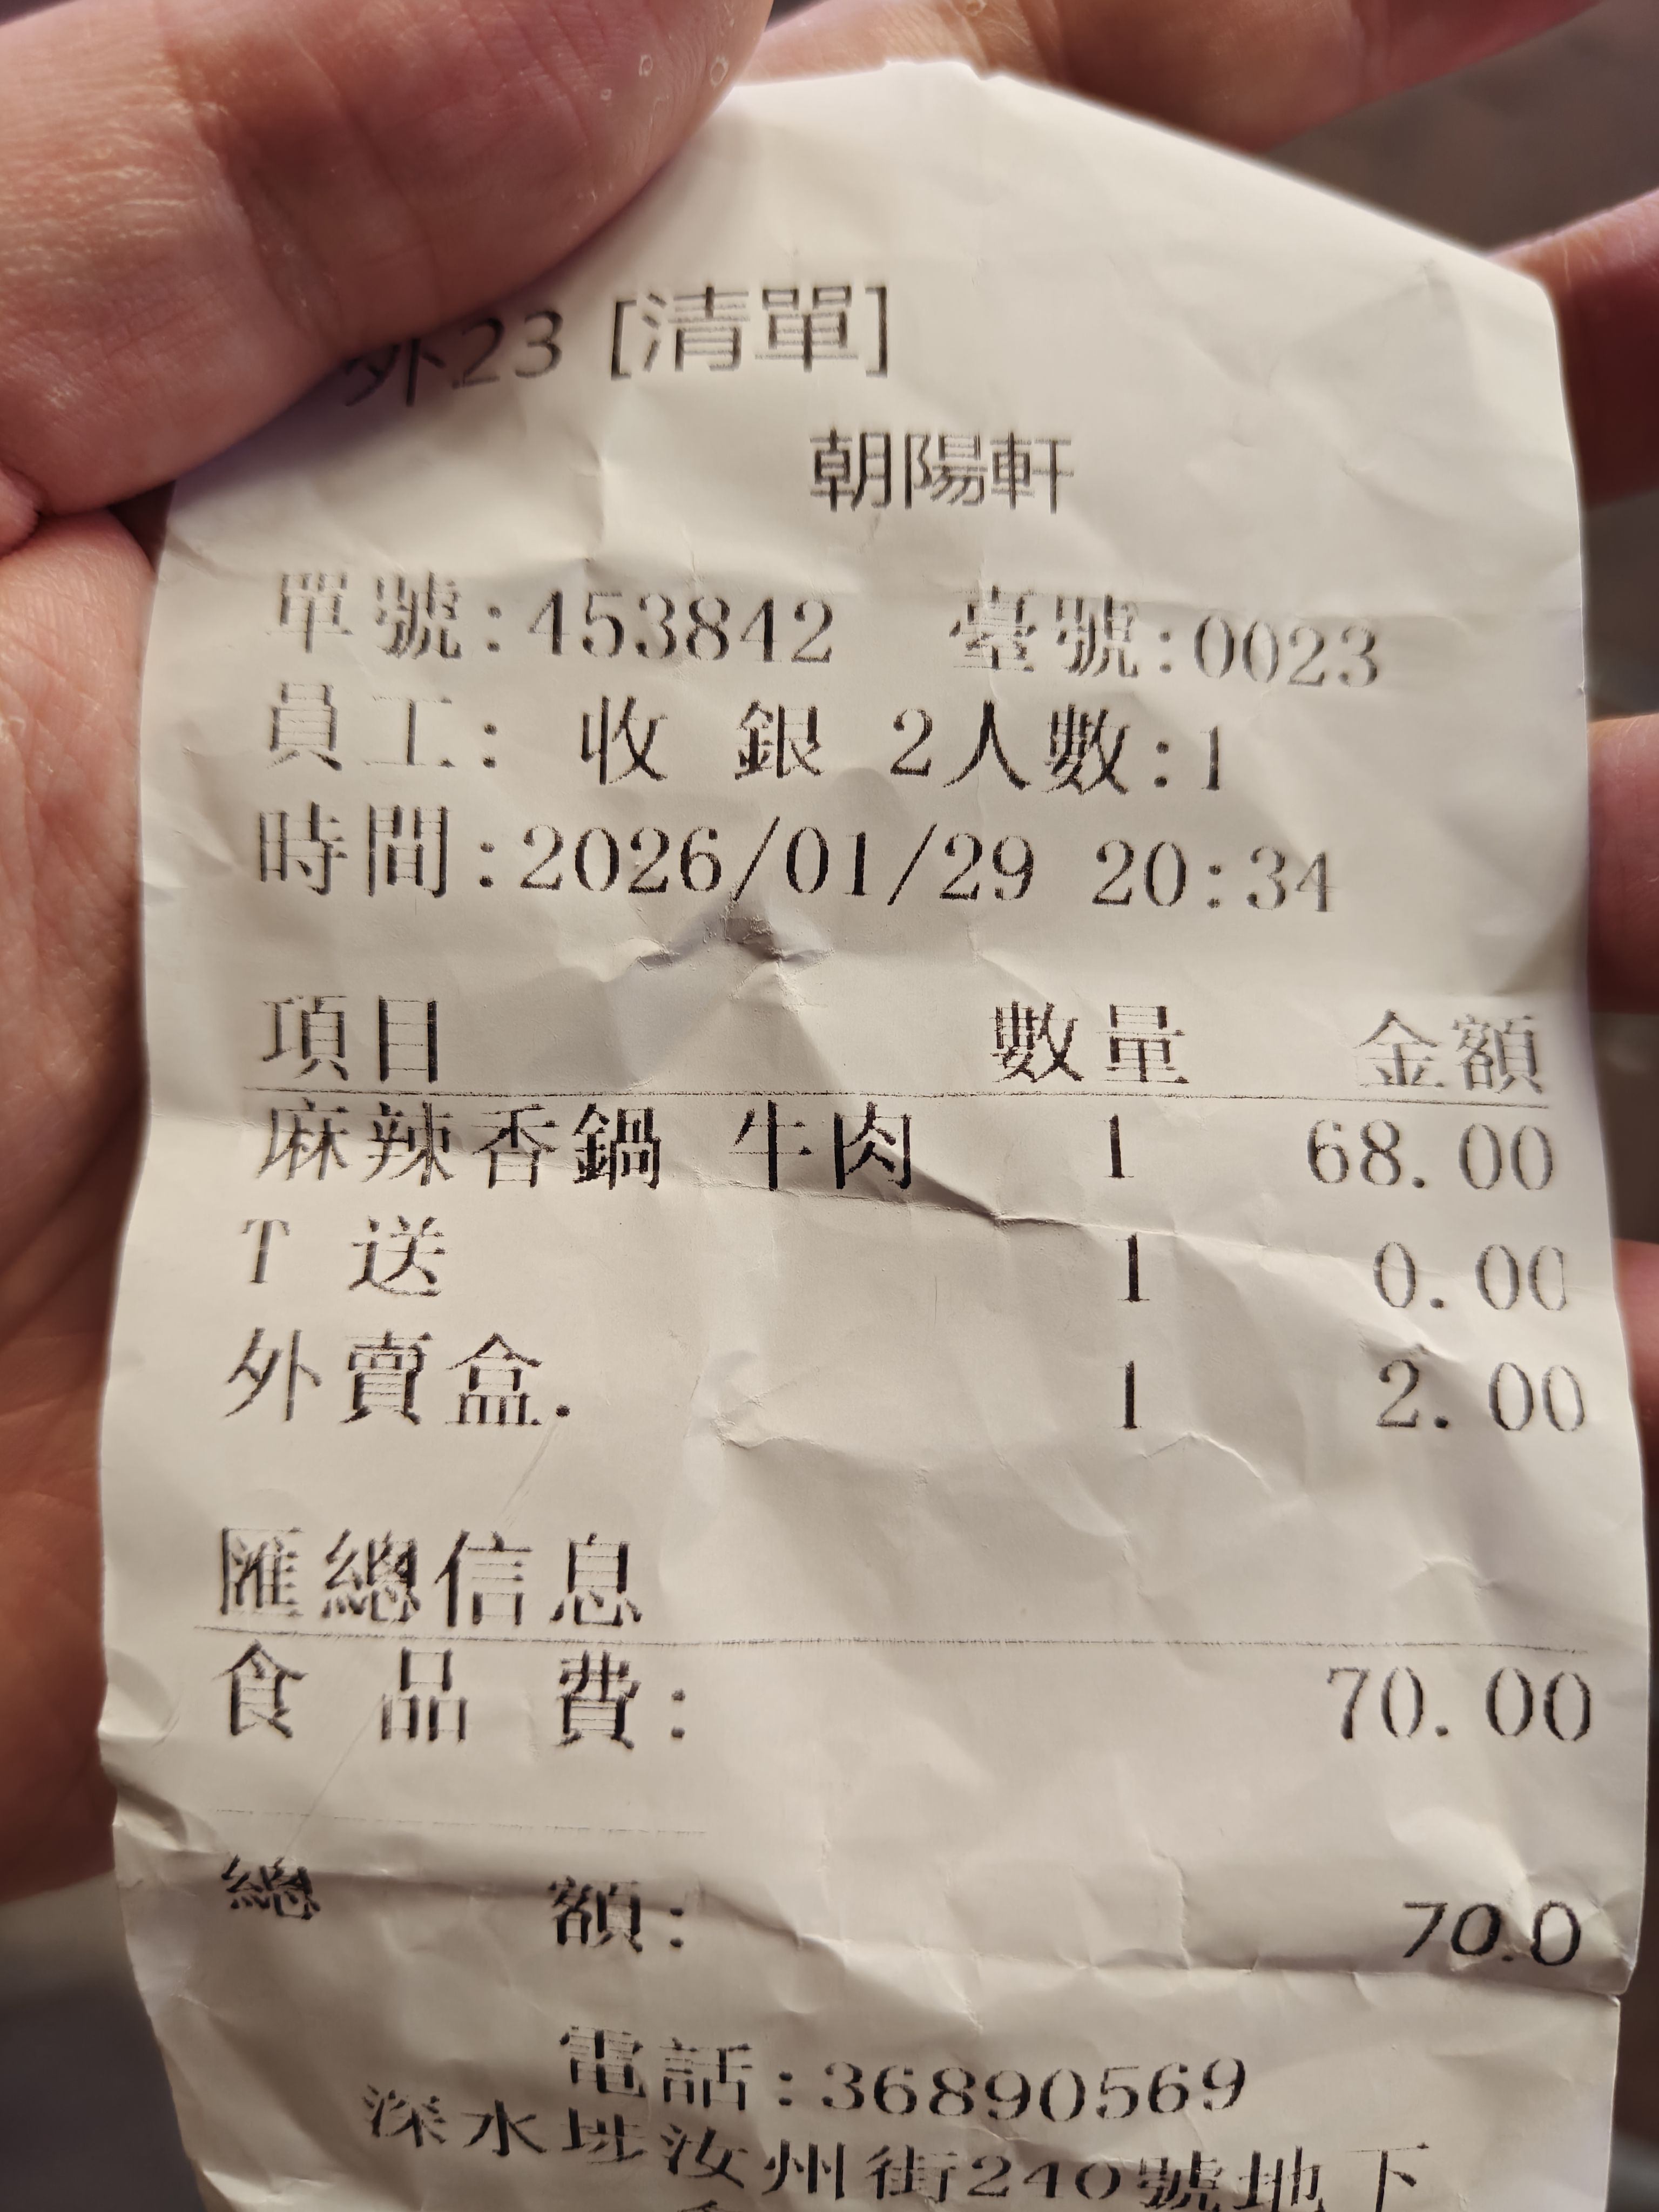 外23 [清單]
朝陽軒
單號:453842 臺號:0023
員工: 收 銀 2人數:1
時間:2026/01/29 20:34
項目 數量 金額
麻辣香鍋 牛肉 1 68.00
T 送 1 0.00
外賣盒. 1 2.00
匯總信息
食 品 費: 70.00
總 額: 70.0
電話:36890569
深水埗汝州街240號地下